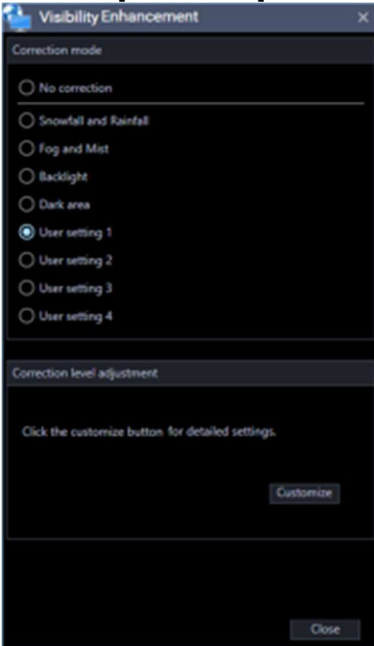 Visibility Enhancement
Correction mode
No correction
Snowfall and Rainfall
Fog and Mist
Backlight
Dark area
User setting 1
User setting 2
User setting 3
User setting 4
Correction level adjustment
Click the customize button for detailed settings.
Customize
Close